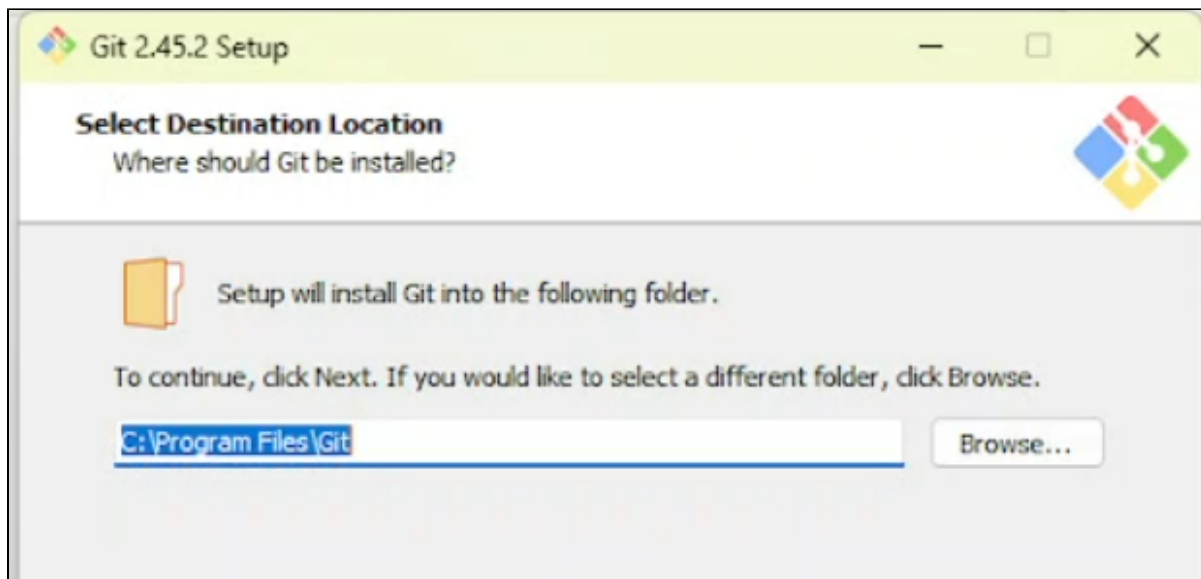 Git 2.45.2 Setup
Select Destination Location
Where should Git be installed?
Setup will install Git into the following folder.
To continue, click Next. If you would like to select a different folder, click Browse.
C:\Program Files\Git
Browse...